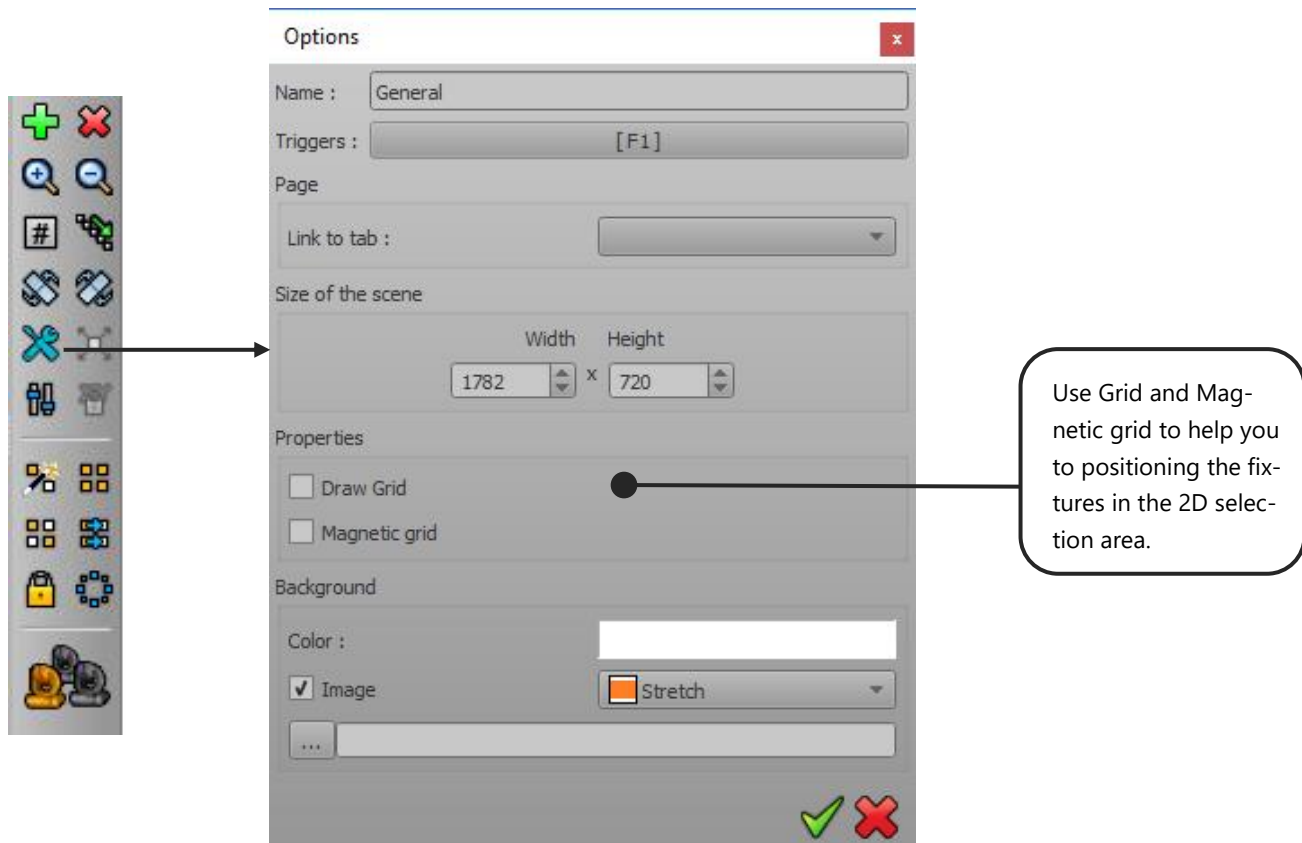 Options
x
Name : General
Triggers : [F1]
Page
Link to tab :
Size of the scene
Width Height
1782 x 720
Properties
Draw Grid
Magnetic grid
Background
Color :
Image Stretch
...
#
Use Grid and Mag-
netic grid to help you
to positioning the fix-
tures in the 2D selec-
tion area.